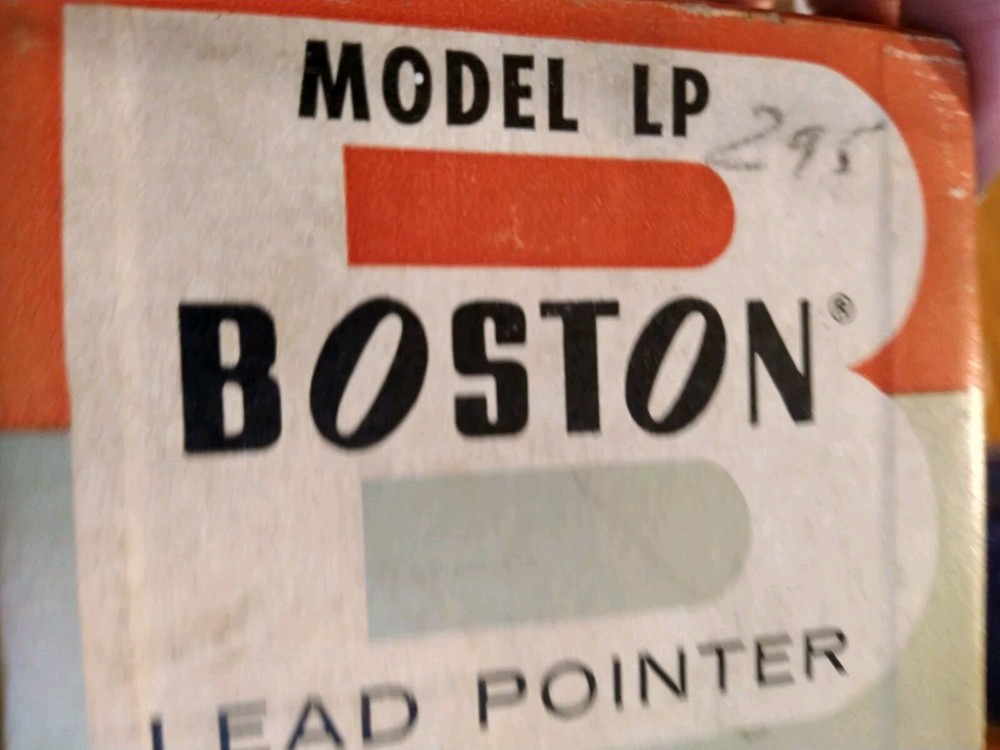 MODEL LP
295
BOSTON®
LEAD POINTER